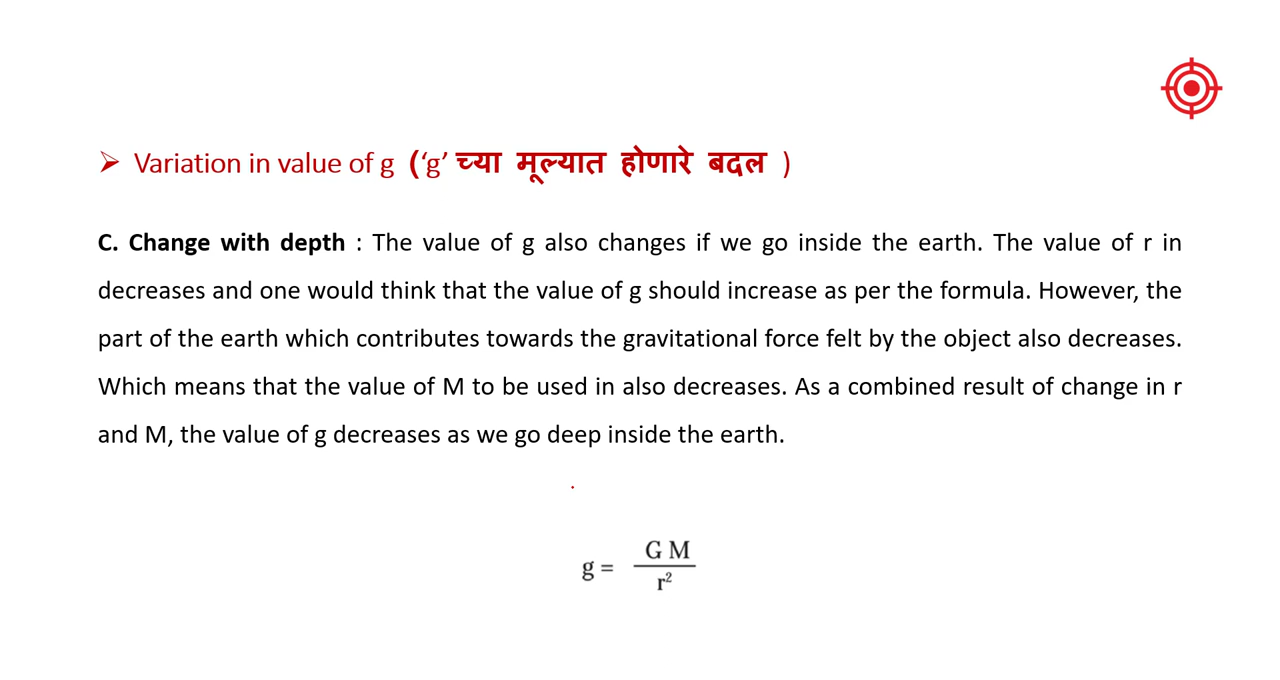 ➢ Variation in value of g (‘g’ च्या मूल्यात होणारे बदल )
C. Change with depth : The value of g also changes if we go inside the earth. The value of r in
decreases and one would think that the value of g should increase as per the formula. However, the
part of the earth which contributes towards the gravitational force felt by the object also decreases.
Which means that the value of M to be used in also decreases. As a combined result of change in r
and M, the value of g decreases as we go deep inside the earth.
G M
g =
r²